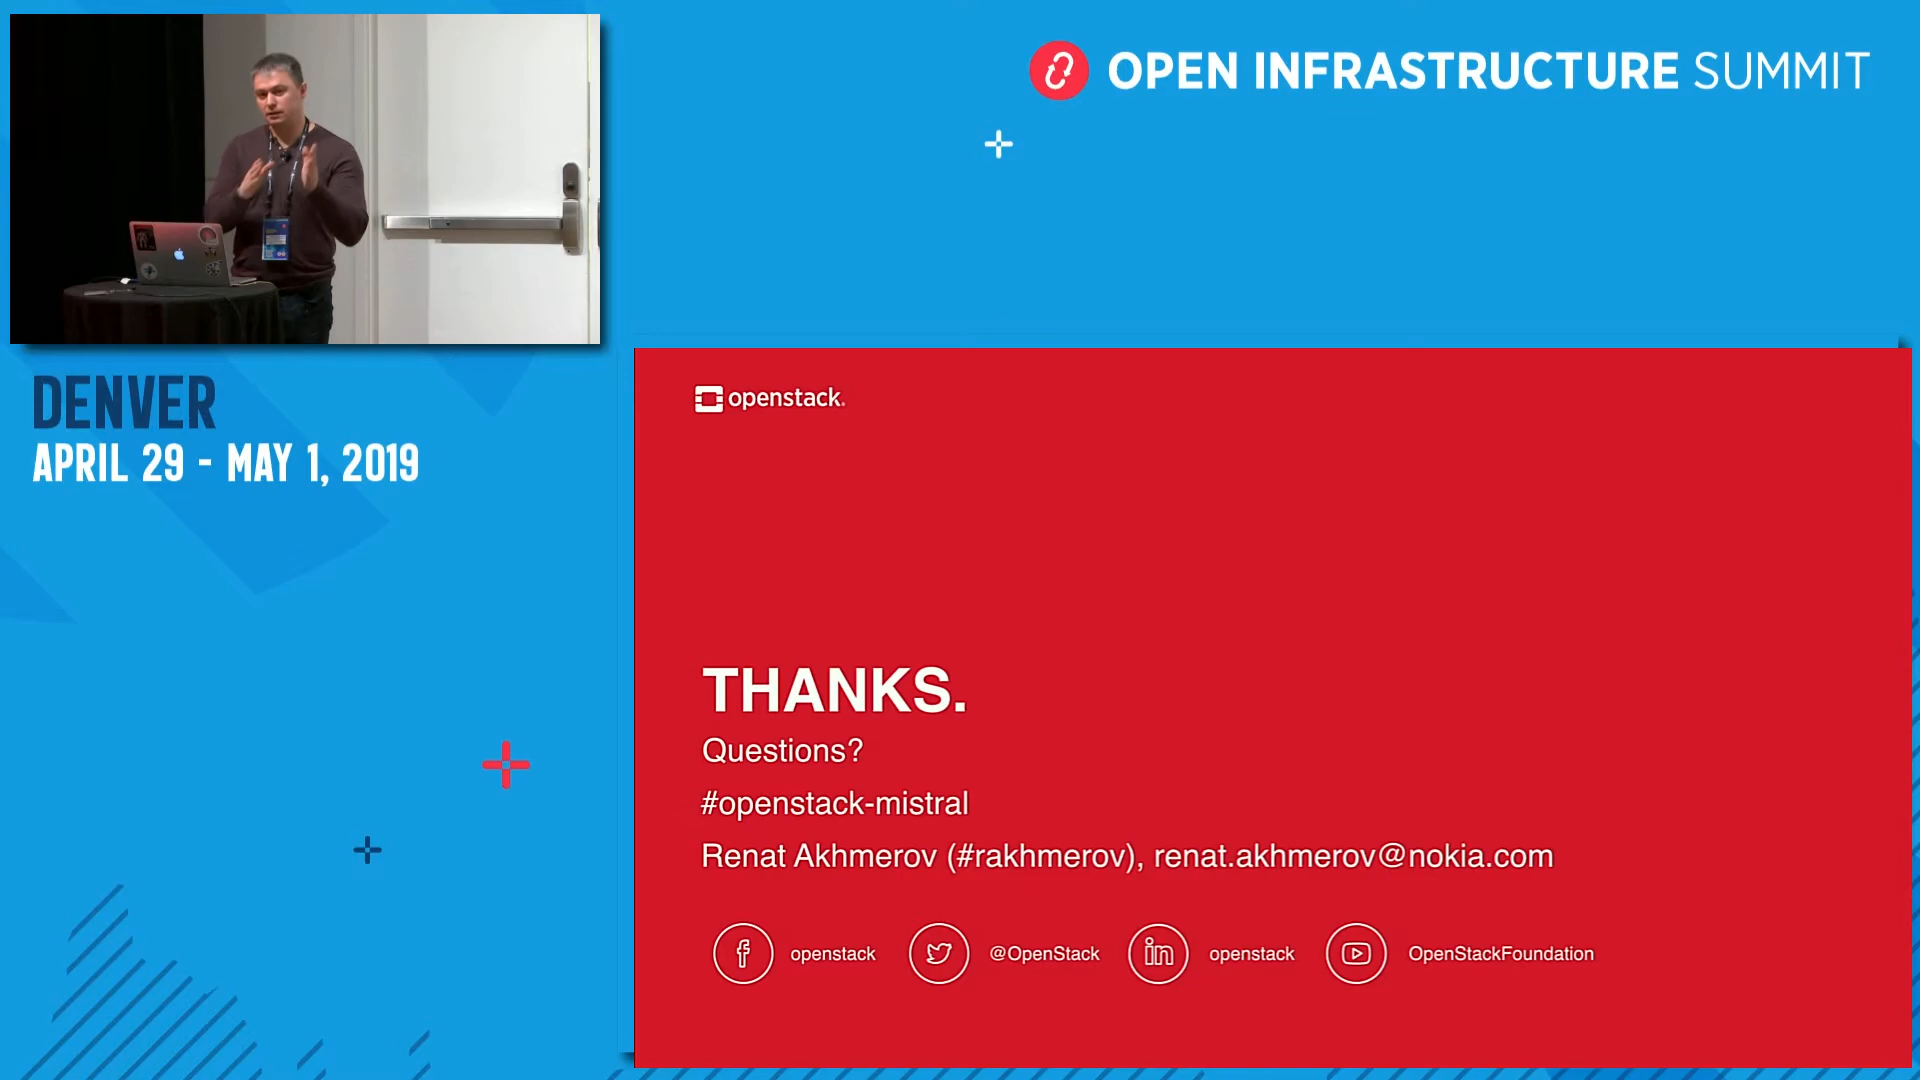 OPEN INFRASTRUCTURE SUMMIT
DENVER
APRIL 29 - MAY 1, 2019
openstack.
THANKS.
Questions?
#openstack-mistral
Renat Akhmerov (#rakhmerov), renat.akhmerov@nokia.com
openstack
@OpenStack
openstack
OpenStackFoundation